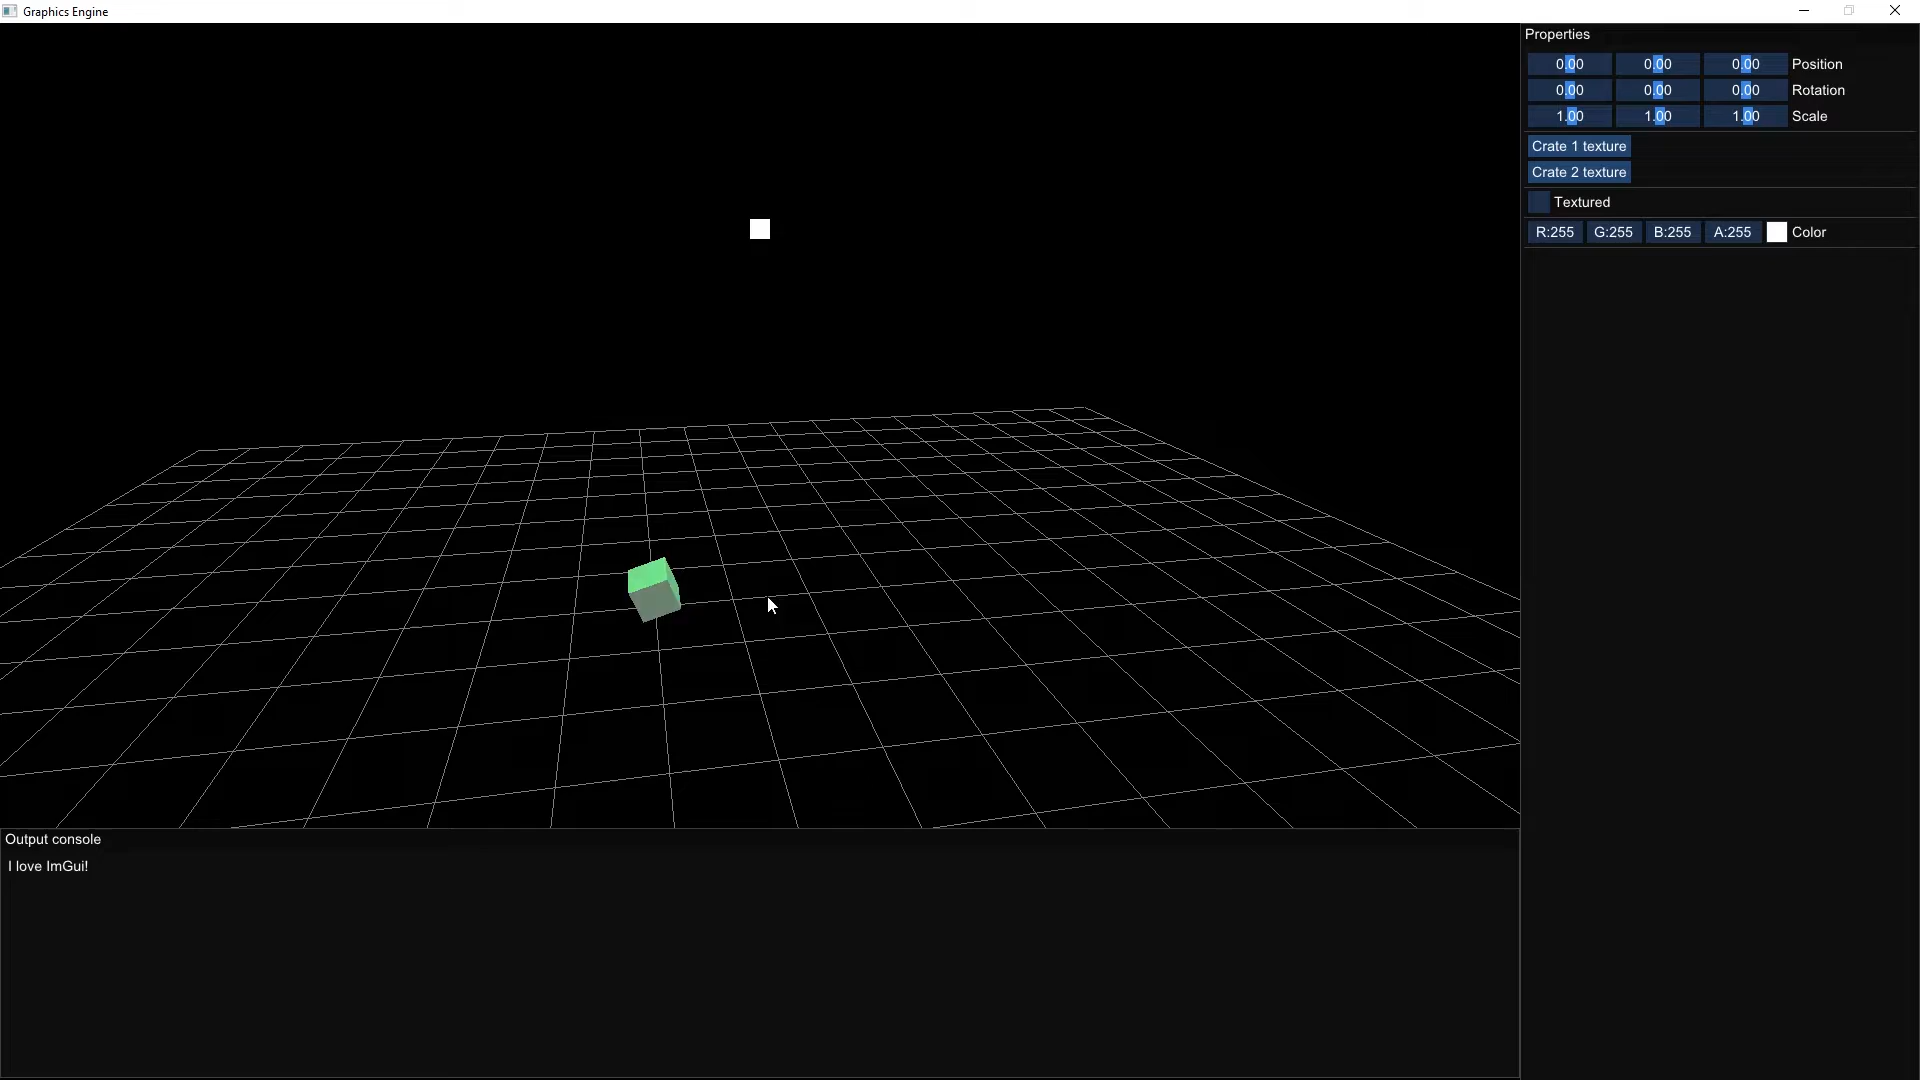 Graphics Engine
Properties
0.00 0.00 0.00 Position
0.00 0.00 0.00 Rotation
1.00 1.00 1.00 Scale
Crate 1 texture
Crate 2 texture
Textured
R:255 G:255 B:255 A:255 Color
Output console
I love ImGui!